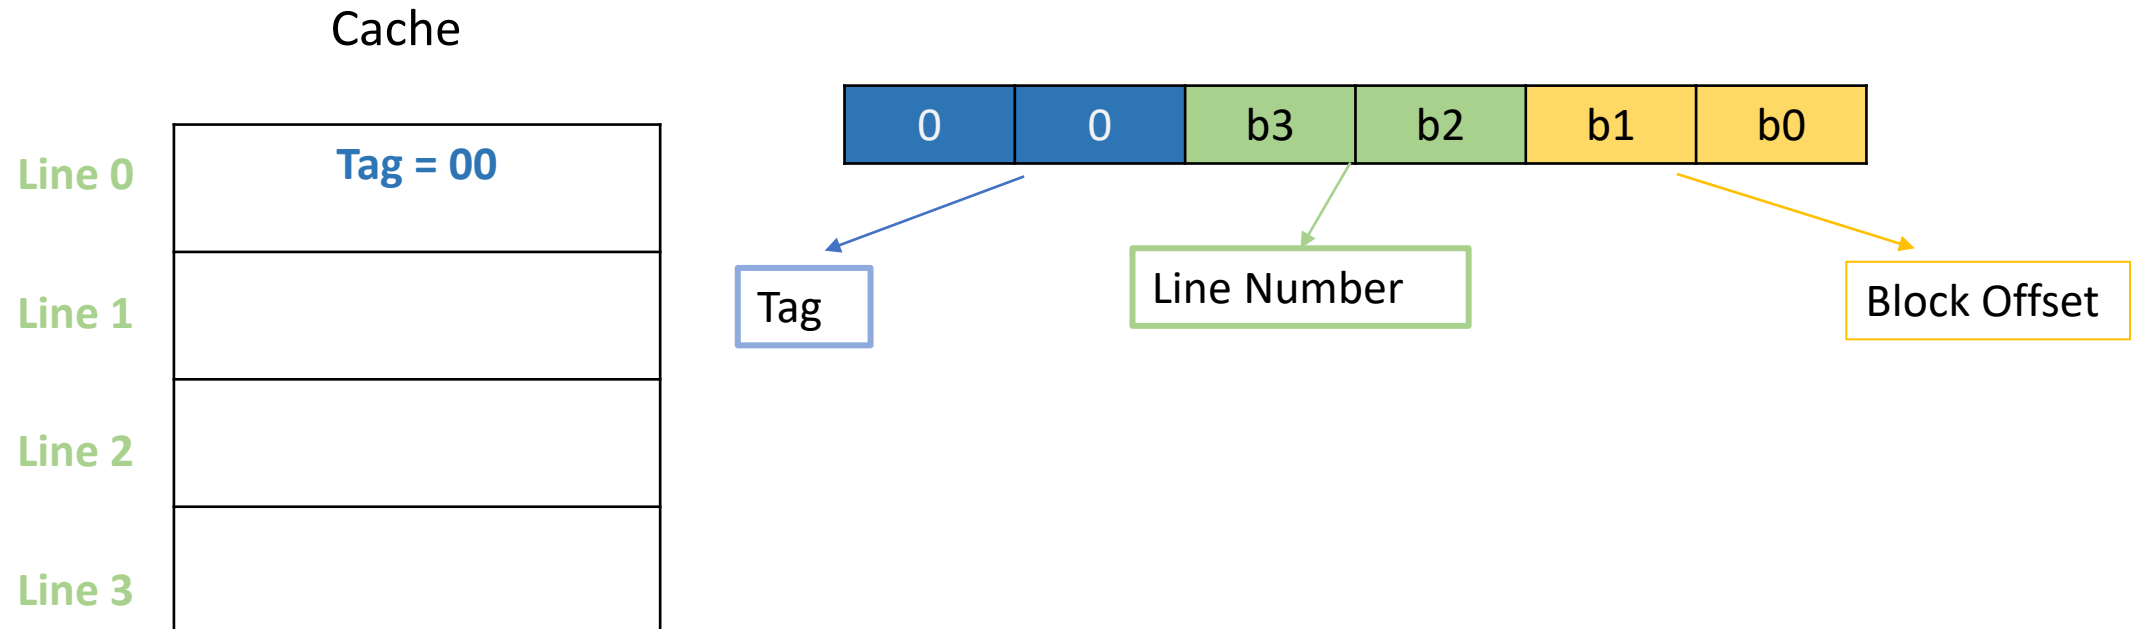 Cache
0 0 b3 b2 b1 b0
Line 0
Tag = 00
Tag
Line Number
Block Offset
Line 1
Line 2
Line 3